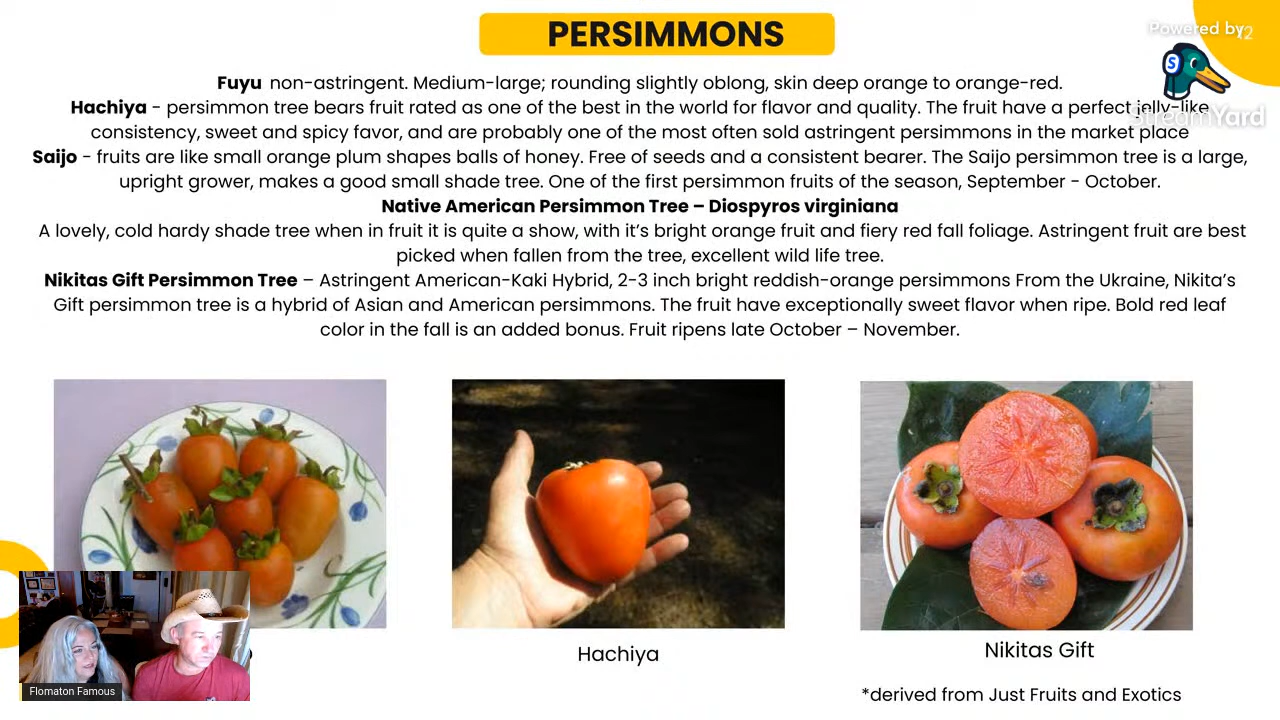 PERSIMMONS
Powered by
12
StreamYard
Fuyu non-astringent. Medium-large; rounding slightly oblong, skin deep orange to orange-red.
Hachiya - persimmon tree bears fruit rated as one of the best in the world for flavor and quality. The fruit have a perfect jelly-like
consistency, sweet and spicy favor, and are probably one of the most often sold astringent persimmons in the market place
Saijo - fruits are like small orange plum shapes balls of honey. Free of seeds and a consistent bearer. The Saijo persimmon tree is a large,
upright grower, makes a good small shade tree. One of the first persimmon fruits of the season, September - October.
Native American Persimmon Tree – Diospyros virginiana
A lovely, cold hardy shade tree when in fruit it is quite a show, with it’s bright orange fruit and fiery red fall foliage. Astringent fruit are best
picked when fallen from the tree, excellent wild life tree.
Nikitas Gift Persimmon Tree – Astringent American-Kaki Hybrid, 2-3 inch bright reddish-orange persimmons From the Ukraine, Nikita’s
Gift persimmon tree is a hybrid of Asian and American persimmons. The fruit have exceptionally sweet flavor when ripe. Bold red leaf
color in the fall is an added bonus. Fruit ripens late October – November.
S
Hachiya
Nikitas Gift
Flomaton Famous
*derived from Just Fruits and Exotics